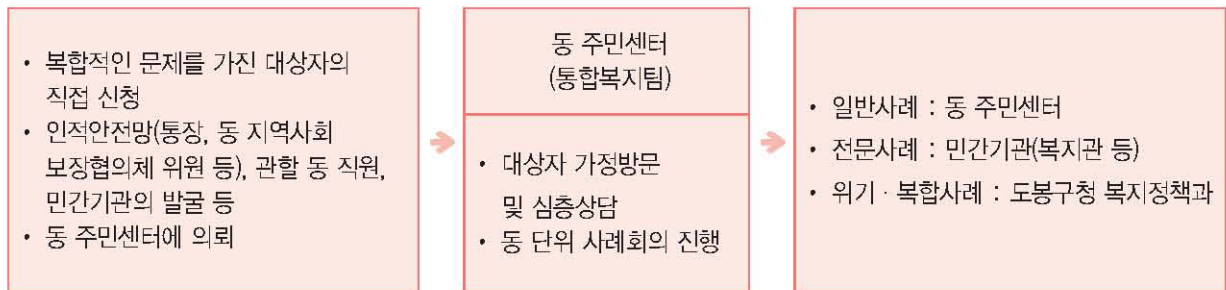 • 복합적인 문제를 가진 대상자의
직접 신청
• 인적안전망(통장, 동 지역사회
보장협의체 위원 등), 관할 동 직원,
민간기관의 발굴 등
• 동 주민센터에 의뢰
동 주민센터
(통합복지팀)
• 대상자 가정방문
및 심층상담
• 동 단위 사례회의 진행
• 일반사례 : 동 주민센터
• 전문사례 : 민간기관(복지관 등)
• 위기 · 복합사례 : 도봉구청 복지정책과